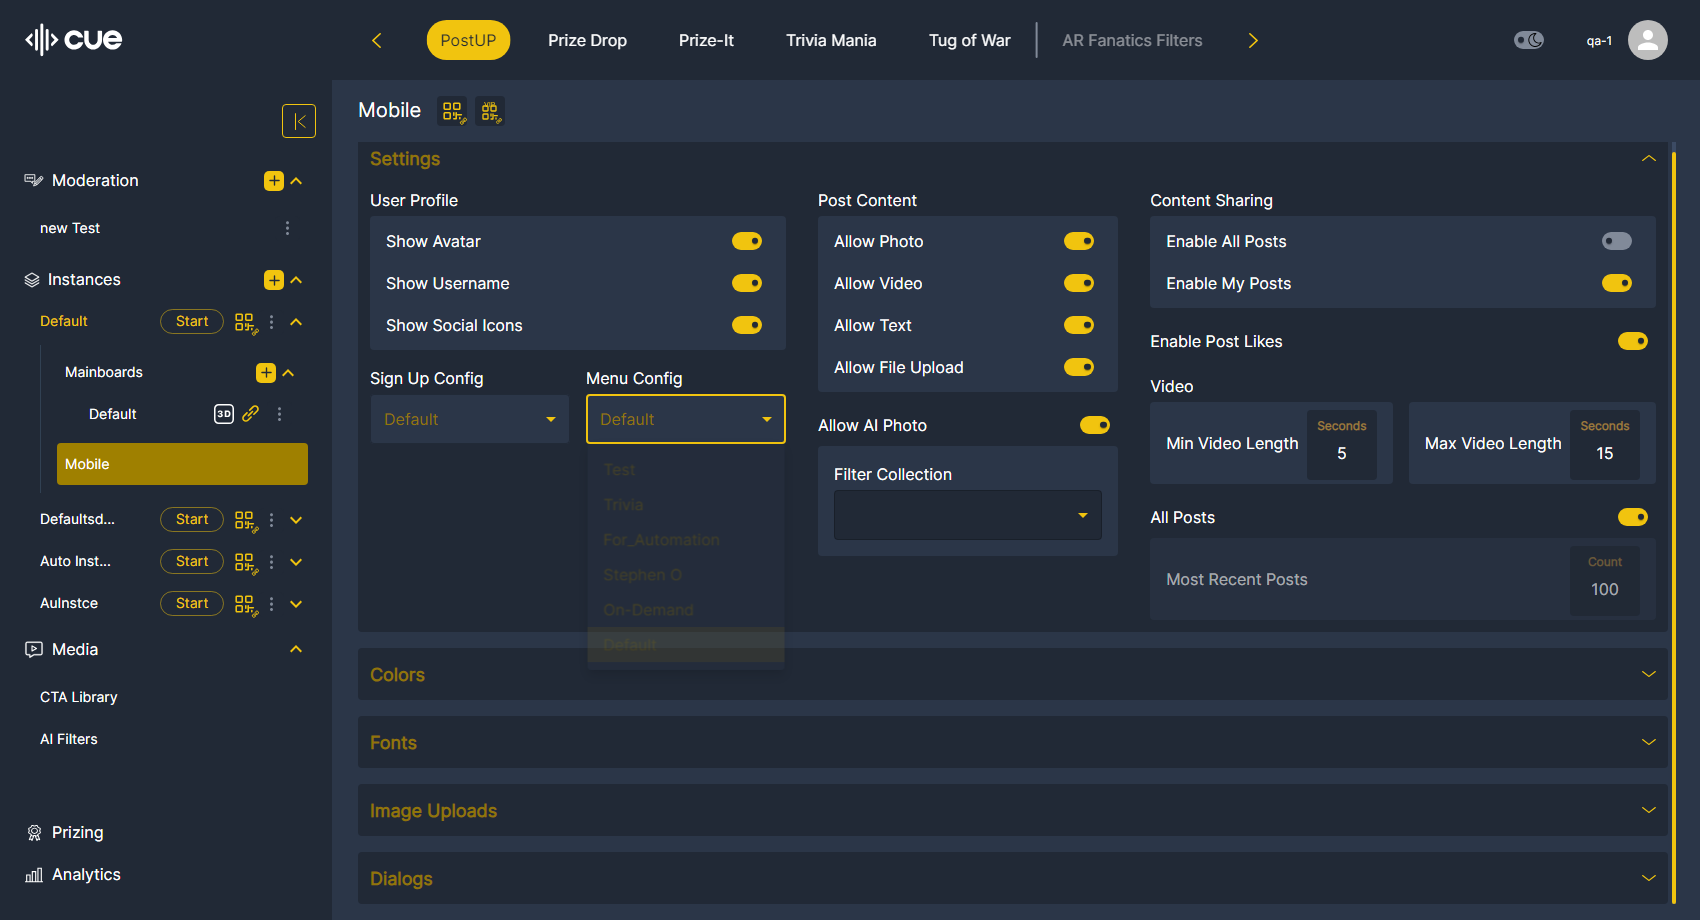 cue
PostUP
Prize Drop
Prize-It
Trivia Mania
Tug of War
AR Fanatics Filters
qa-1
Moderation
new Test
Instances
Default
Start
Mainboards
Default
3D
Mobile
Defaultsd...
Start
Auto Inst...
Start
AuInstce
Start
Media
CTA Library
AI Filters
Prizing
Analytics
Mobile
VIP
Settings
User Profile
Show Avatar
Show Username
Show Social Icons
Sign Up Config
Default
Menu Config
Default
Test
Trivia
For_Automation
Stephen O
On-Demand
Default
Post Content
Allow Photo
Allow Video
Allow Text
Allow File Upload
Allow AI Photo
Filter Collection
Content Sharing
Enable All Posts
Enable My Posts
Enable Post Likes
Video
Min Video Length
Seconds
5
Max Video Length
Seconds
15
All Posts
Most Recent Posts
Count
100
Colors
Fonts
Image Uploads
Dialogs